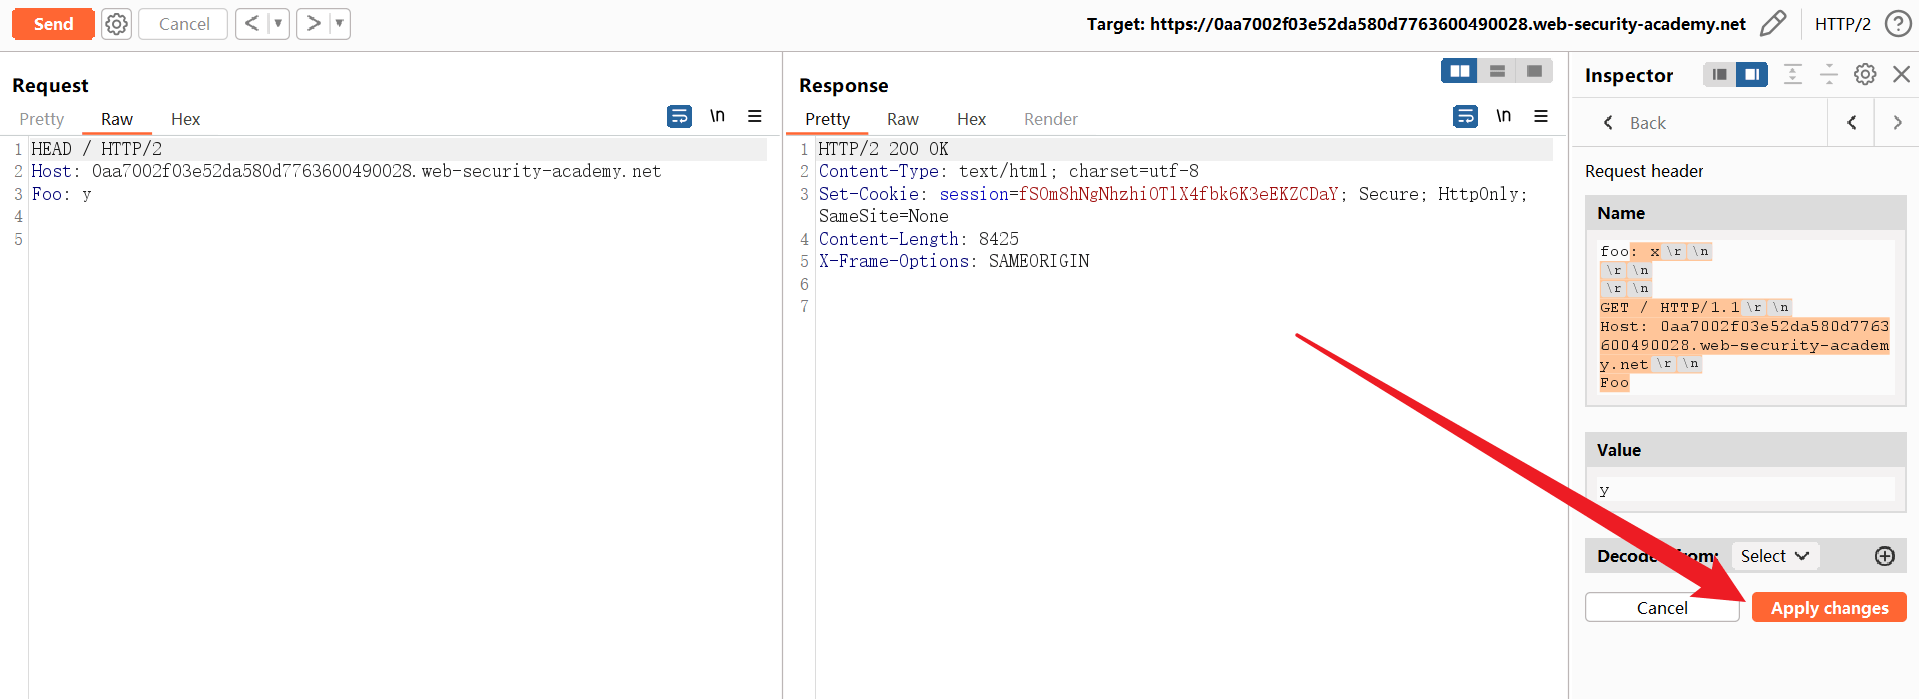 Send
Cancel
<
>
Target: https://0aa7002f03e52da580d7763600490028.web-security-academy.net
HTTP/2
?
Request
Pretty
Raw
Hex
\n
1 HEAD / HTTP/2
2 Host: 0aa7002f03e52da580d7763600490028.web-security-academy.net
3 Foo: y
4
5
Response
Pretty
Raw
Hex
Render
\n
1 HTTP/2 200 OK
2 Content-Type: text/html; charset=utf-8
3 Set-Cookie: session=fSOm8hNgNhzhiOTlX4fbk6K3eEKZCDaY; Secure; HttpOnly;
SameSite=None
4 Content-Length: 8425
5 X-Frame-Options: SAMEORIGIN
6
7
Inspector
Back
Request header
Name
foo: x \r \n
\r \n
\r \n
GET / HTTP/1.1 \r \n
Host: 0aa7002f03e52da580d7763
600490028.web-security-academ
y.net \r \n
Foo
Value
y
Select
Cancel
Apply changes